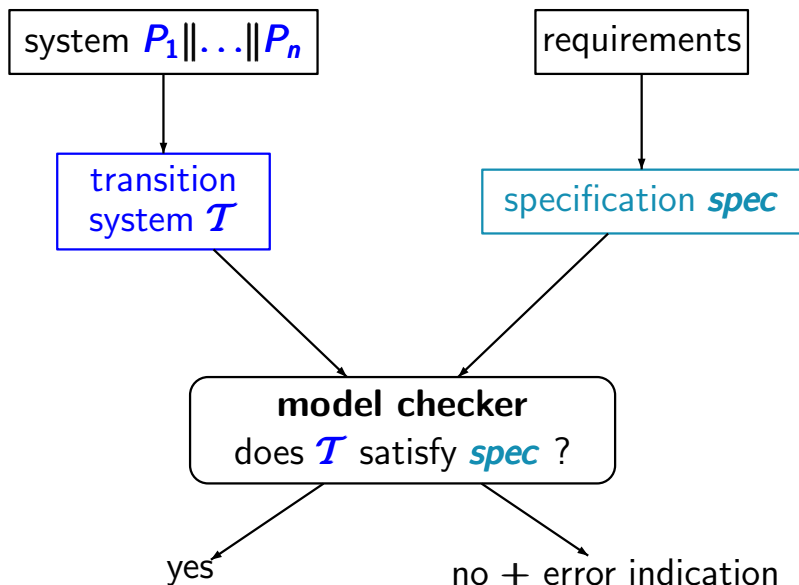 system P₁‖…‖Pₙ
requirements
transition
system 𝒯
specification spec
model checker
does 𝒯 satisfy spec ?
yes
no + error indication